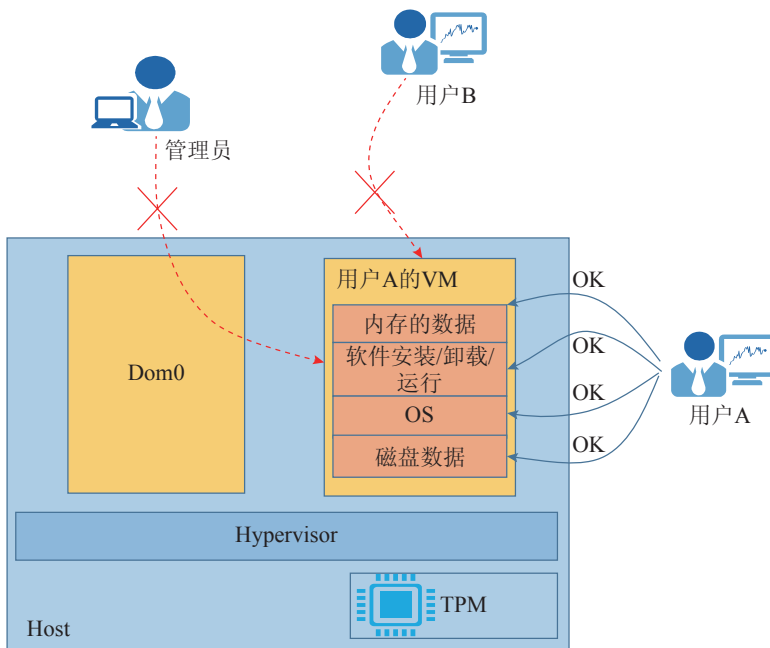 用户B
管理员
用户A的VM
OK
内存的数据
OK
软件安装/卸载/
运行
Dom0
OK
OS
用户A
OK
磁盘数据
Hypervisor
TPM
Host